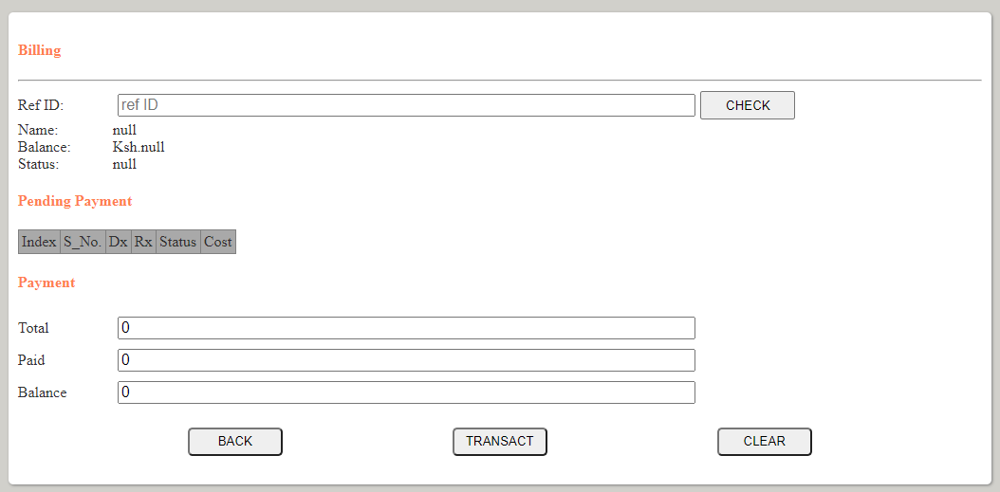 Billing
Ref ID: ref ID CHECK
Name: null
Balance: Ksh.null
Status: null
Pending Payment
Index S_No. Dx Rx Status Cost
Payment
Total 0
Paid 0
Balance 0
BACK TRANSACT CLEAR